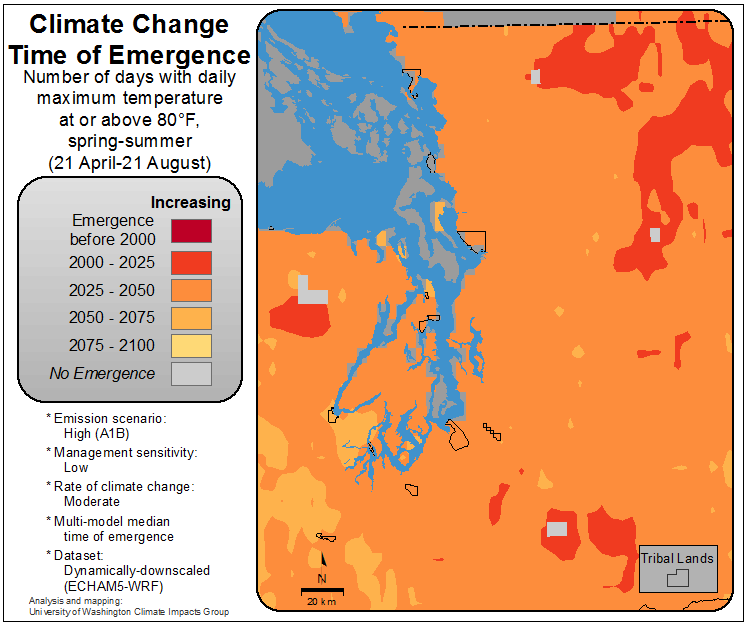 Climate Change
Time of Emergence
Number of days with daily
maximum temperature
at or above 80°F,
spring-summer
(21 April-21 August)
Increasing
Emergence
before 2000
2000 - 2025
2025 - 2050
2050 - 2075
2075 - 2100
No Emergence
* Emission scenario:
High (A1B)
* Management sensitivity:
Low
* Rate of climate change:
Moderate
* Multi-model median
time of emergence
* Dataset:
Dynamically-downscaled
(ECHAM5-WRF)
Analysis and mapping:
University of Washington Climate Impacts Group
N
20 km
Tribal Lands